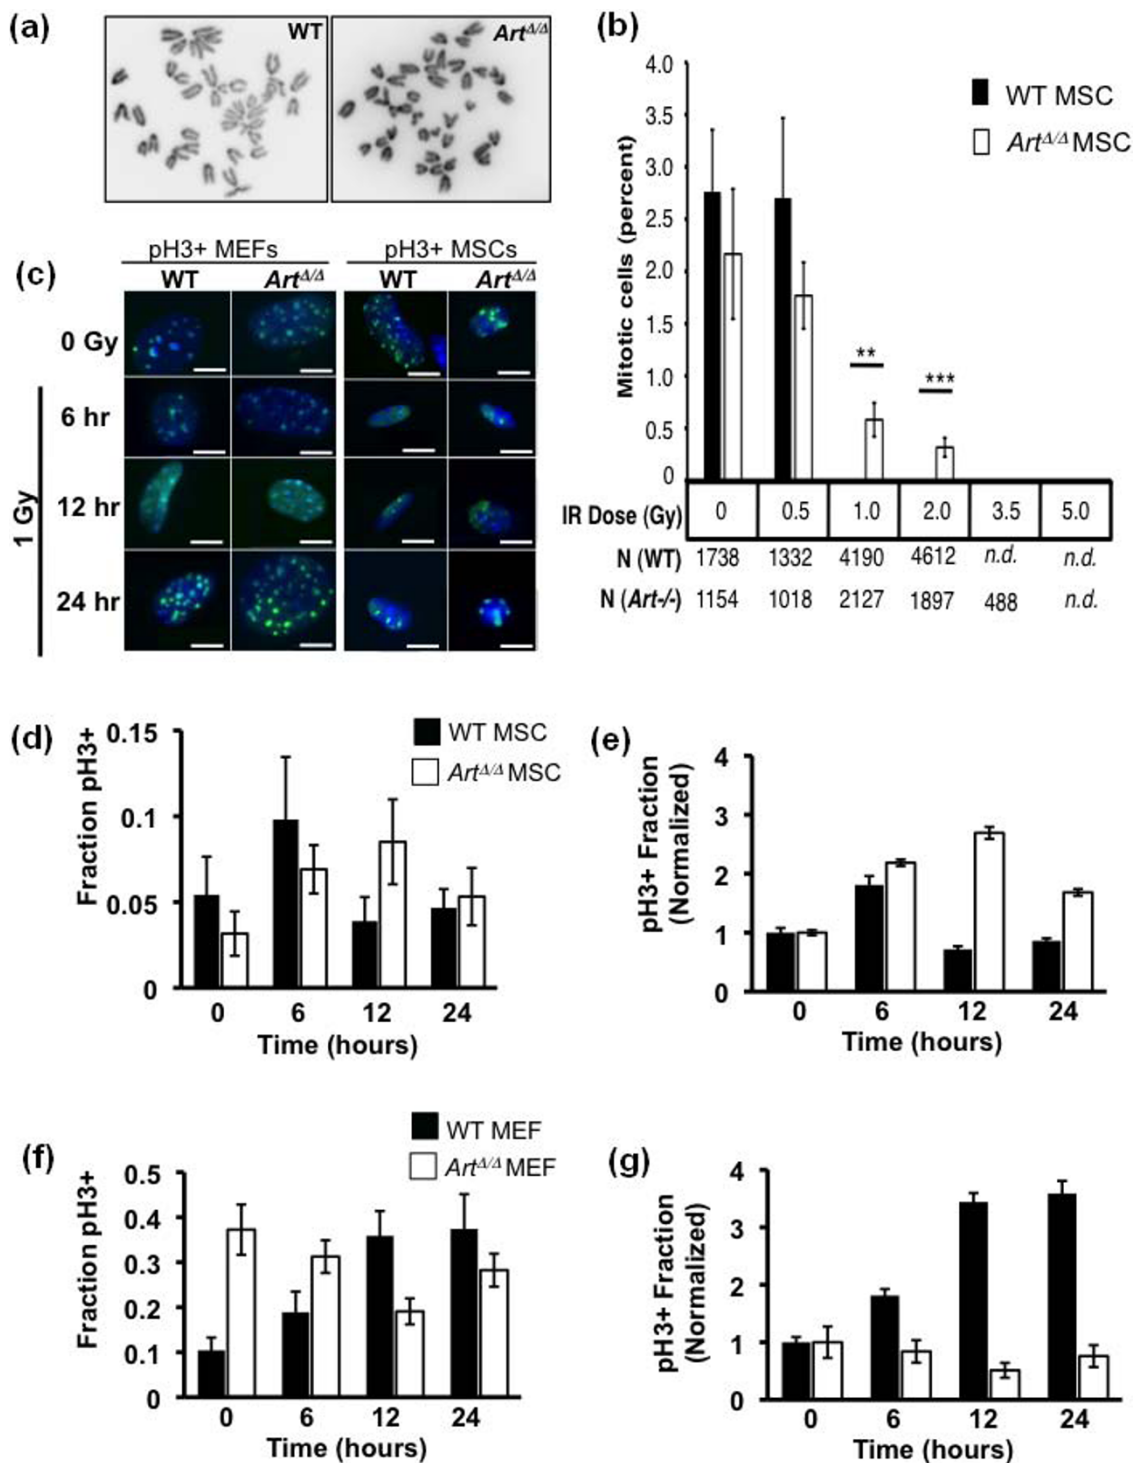 (a)
WT
Art^Δ/Δ
(b)
4.0
3.5
3.0
2.5
2.0
1.5
1.0
0.5
0
Mitotic cells (percent)
WT MSC
Art^Δ/Δ MSC
**
***
IR Dose (Gy) 0 0.5 1.0 2.0 3.5 5.0
N (WT) 1738 1332 4190 4612 n.d. n.d.
N (Art-/-) 1154 1018 2127 1897 488 n.d.
(c)
pH3+ MEFs pH3+ MSCs
WT Art^Δ/Δ WT Art^Δ/Δ
0 Gy
6 hr
12 hr
24 hr
1 Gy
(d)
Fraction pH3+
0.15
0.1
0.05
0
WT MSC
Art^Δ/Δ MSC
0 6 12 24
Time (hours)
(e)
pH3+ Fraction
(Normalized)
4
3
2
1
0
0 6 12 24
Time (hours)
(f)
Fraction pH3+
0.5
0.4
0.3
0.2
0.1
0
WT MEF
Art^Δ/Δ MEF
0 6 12 24
Time (hours)
(g)
pH3+ Fraction
(Normalized)
4
3
2
1
0
0 6 12 24
Time (hours)